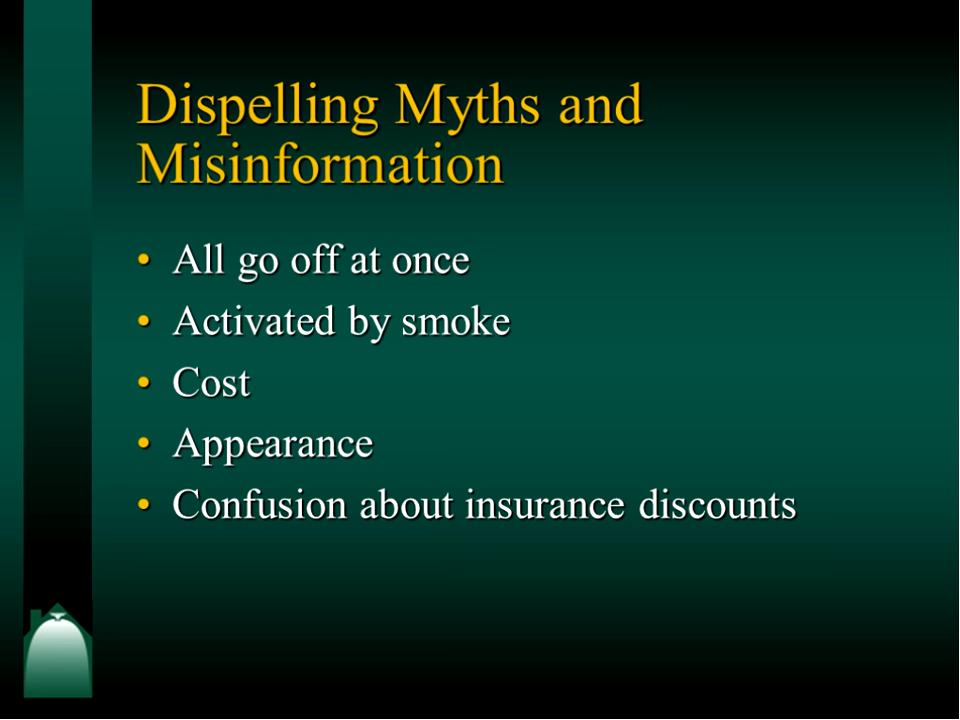 Dispelling Myths and
Misinformation
• All go off at once
• Activated by smoke
• Cost
• Appearance
• Confusion about insurance discounts